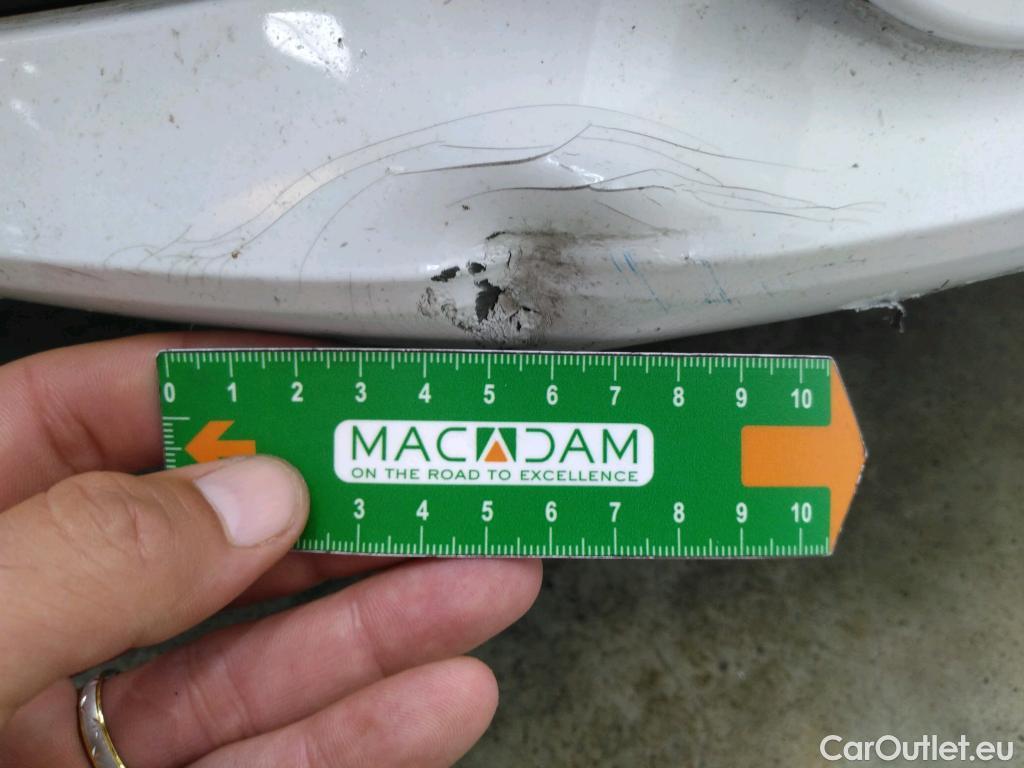 0 1 2 3 4 5 6 7 8 9 10
MACADAM
ON THE ROAD TO EXCELLENCE
3 4 5 6 7 8 9 10
CarOutlet.eu